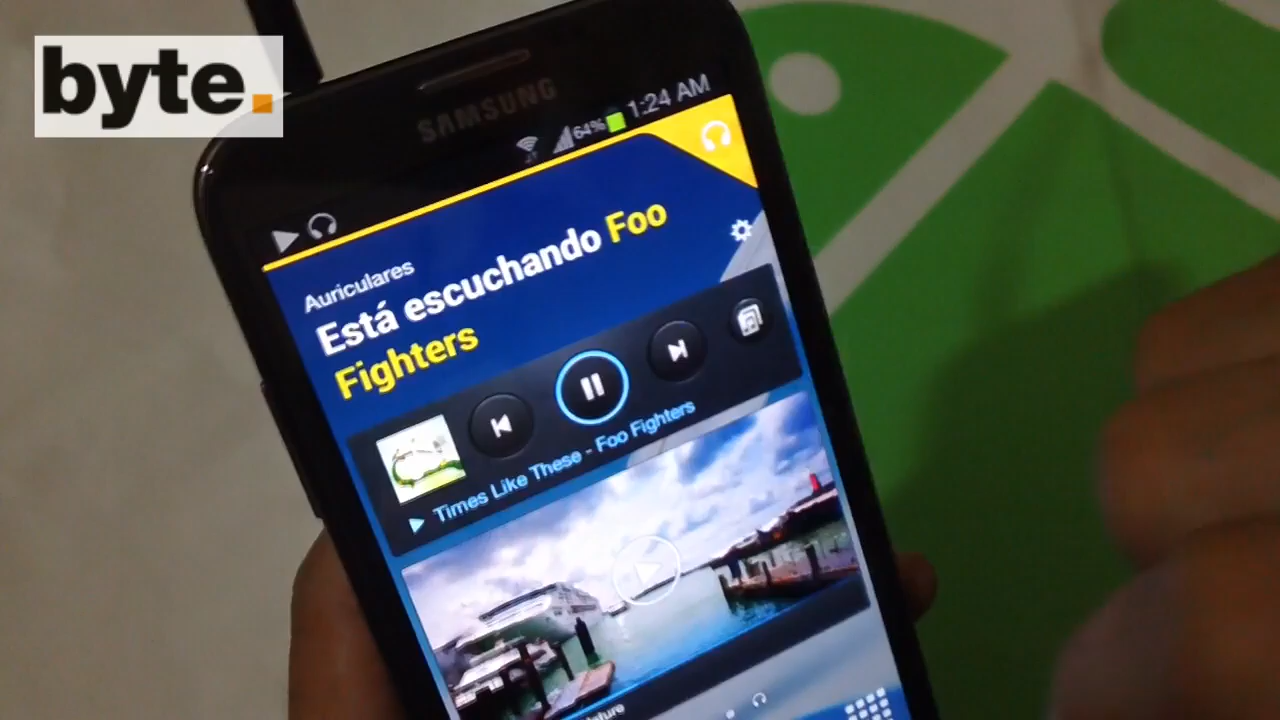 byte.
SAMSUNG
64% 1:24 AM
Auriculares
Está escuchando Foo
Fighters
Times Like These - Foo Fighters